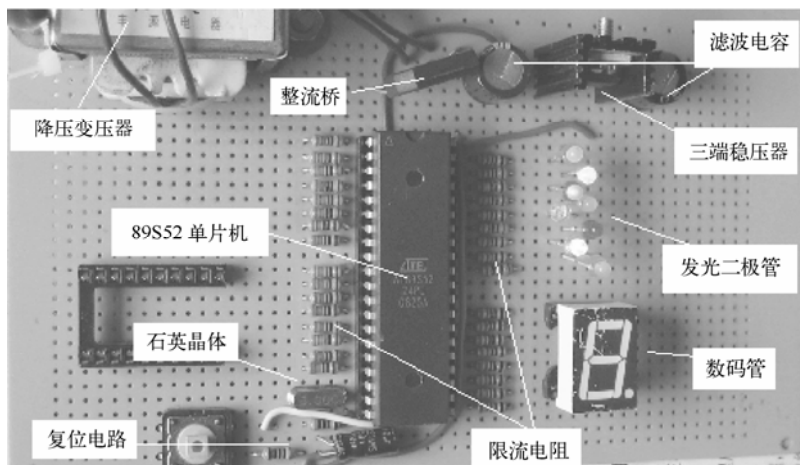 滤波电容
整流桥
降压变压器
三端稳压器
89S52 单片机
发光二极管
石英晶体
数码管
复位电路
限流电阻